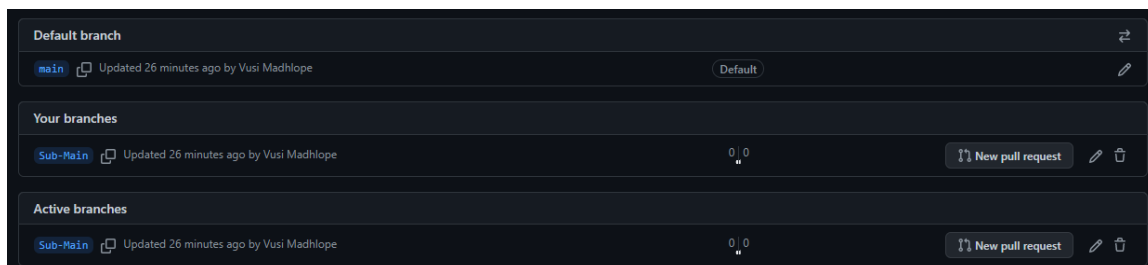 Default branch
main Updated 26 minutes ago by Vusi Madhlope Default
Your branches
Sub-Main Updated 26 minutes ago by Vusi Madhlope 0|0 New pull request
Active branches
Sub-Main Updated 26 minutes ago by Vusi Madhlope 0|0 New pull request